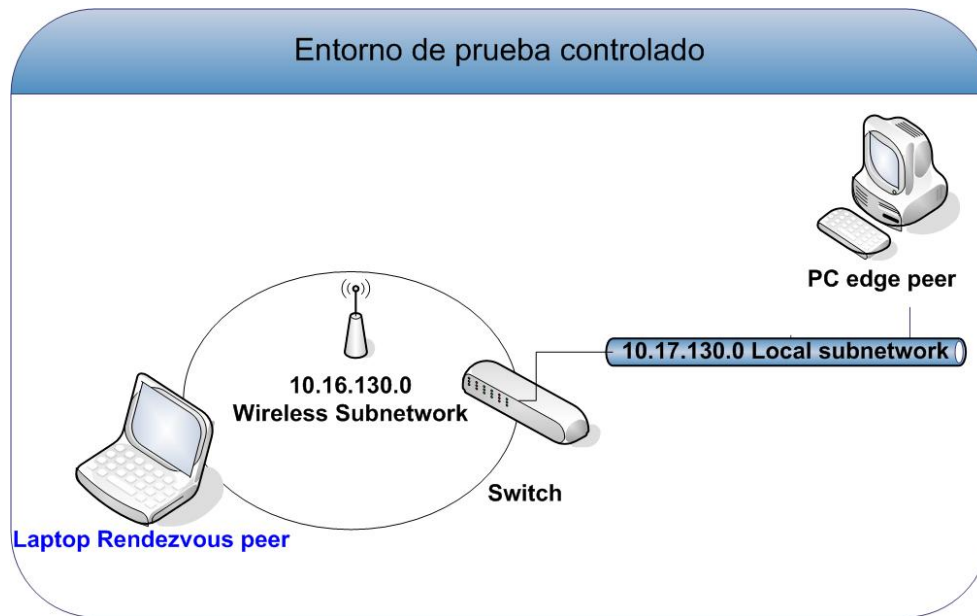 Entorno de prueba controlado
PC edge peer
10.17.130.0 Local subnetwork
10.16.130.0
Wireless Subnetwork
Switch
Laptop Rendezvous peer